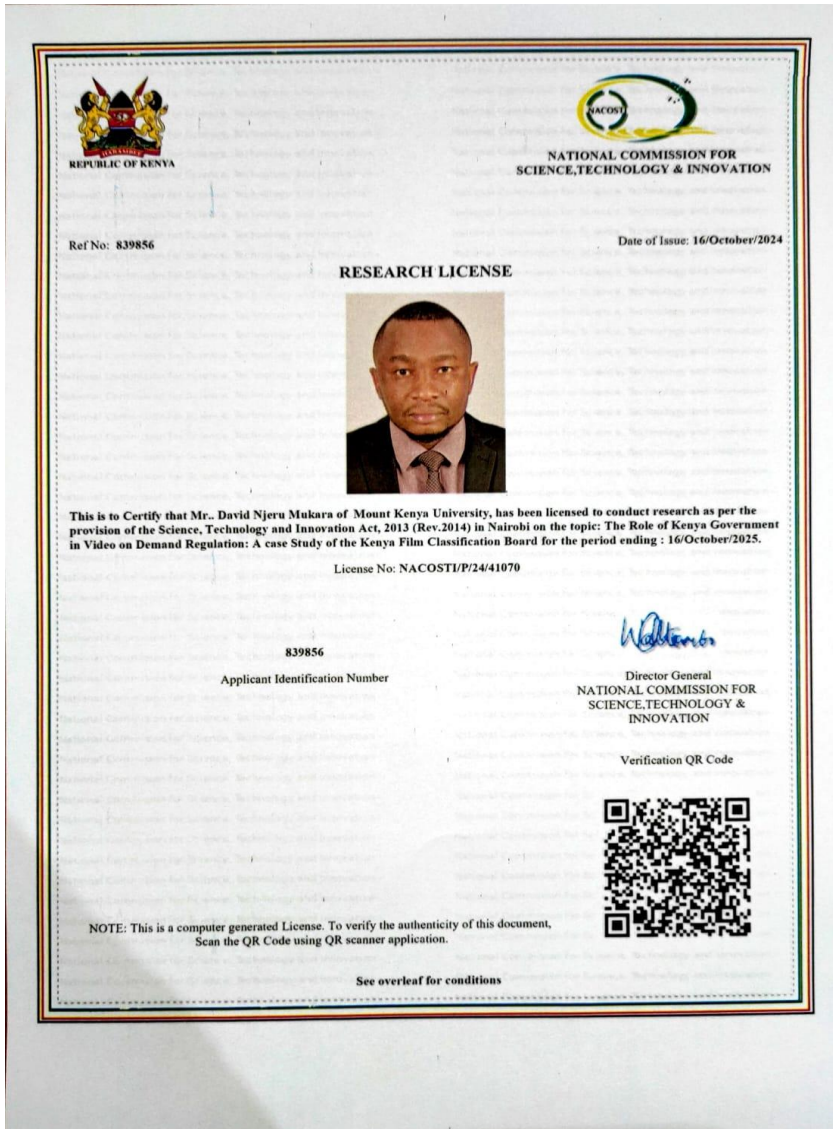 HARAMBEE
REPUBLIC OF KENYA
NACOSTI
NATIONAL COMMISSION FOR
SCIENCE,TECHNOLOGY & INNOVATION
Ref No: 839856
Date of Issue: 16/October/2024
RESEARCH LICENSE
This is to Certify that Mr.. David Njeru Mukara of Mount Kenya University, has been licensed to conduct research as per the
provision of the Science, Technology and Innovation Act, 2013 (Rev.2014) in Nairobi on the topic: The Role of Kenya Government
in Video on Demand Regulation: A case Study of the Kenya Film Classification Board for the period ending : 16/October/2025.
License No: NACOSTI/P/24/41070
839856
Applicant Identification Number
Director General
NATIONAL COMMISSION FOR
SCIENCE,TECHNOLOGY &
INNOVATION
Verification QR Code
NOTE: This is a computer generated License. To verify the authenticity of this document,
Scan the QR Code using QR scanner application.
See overleaf for conditions